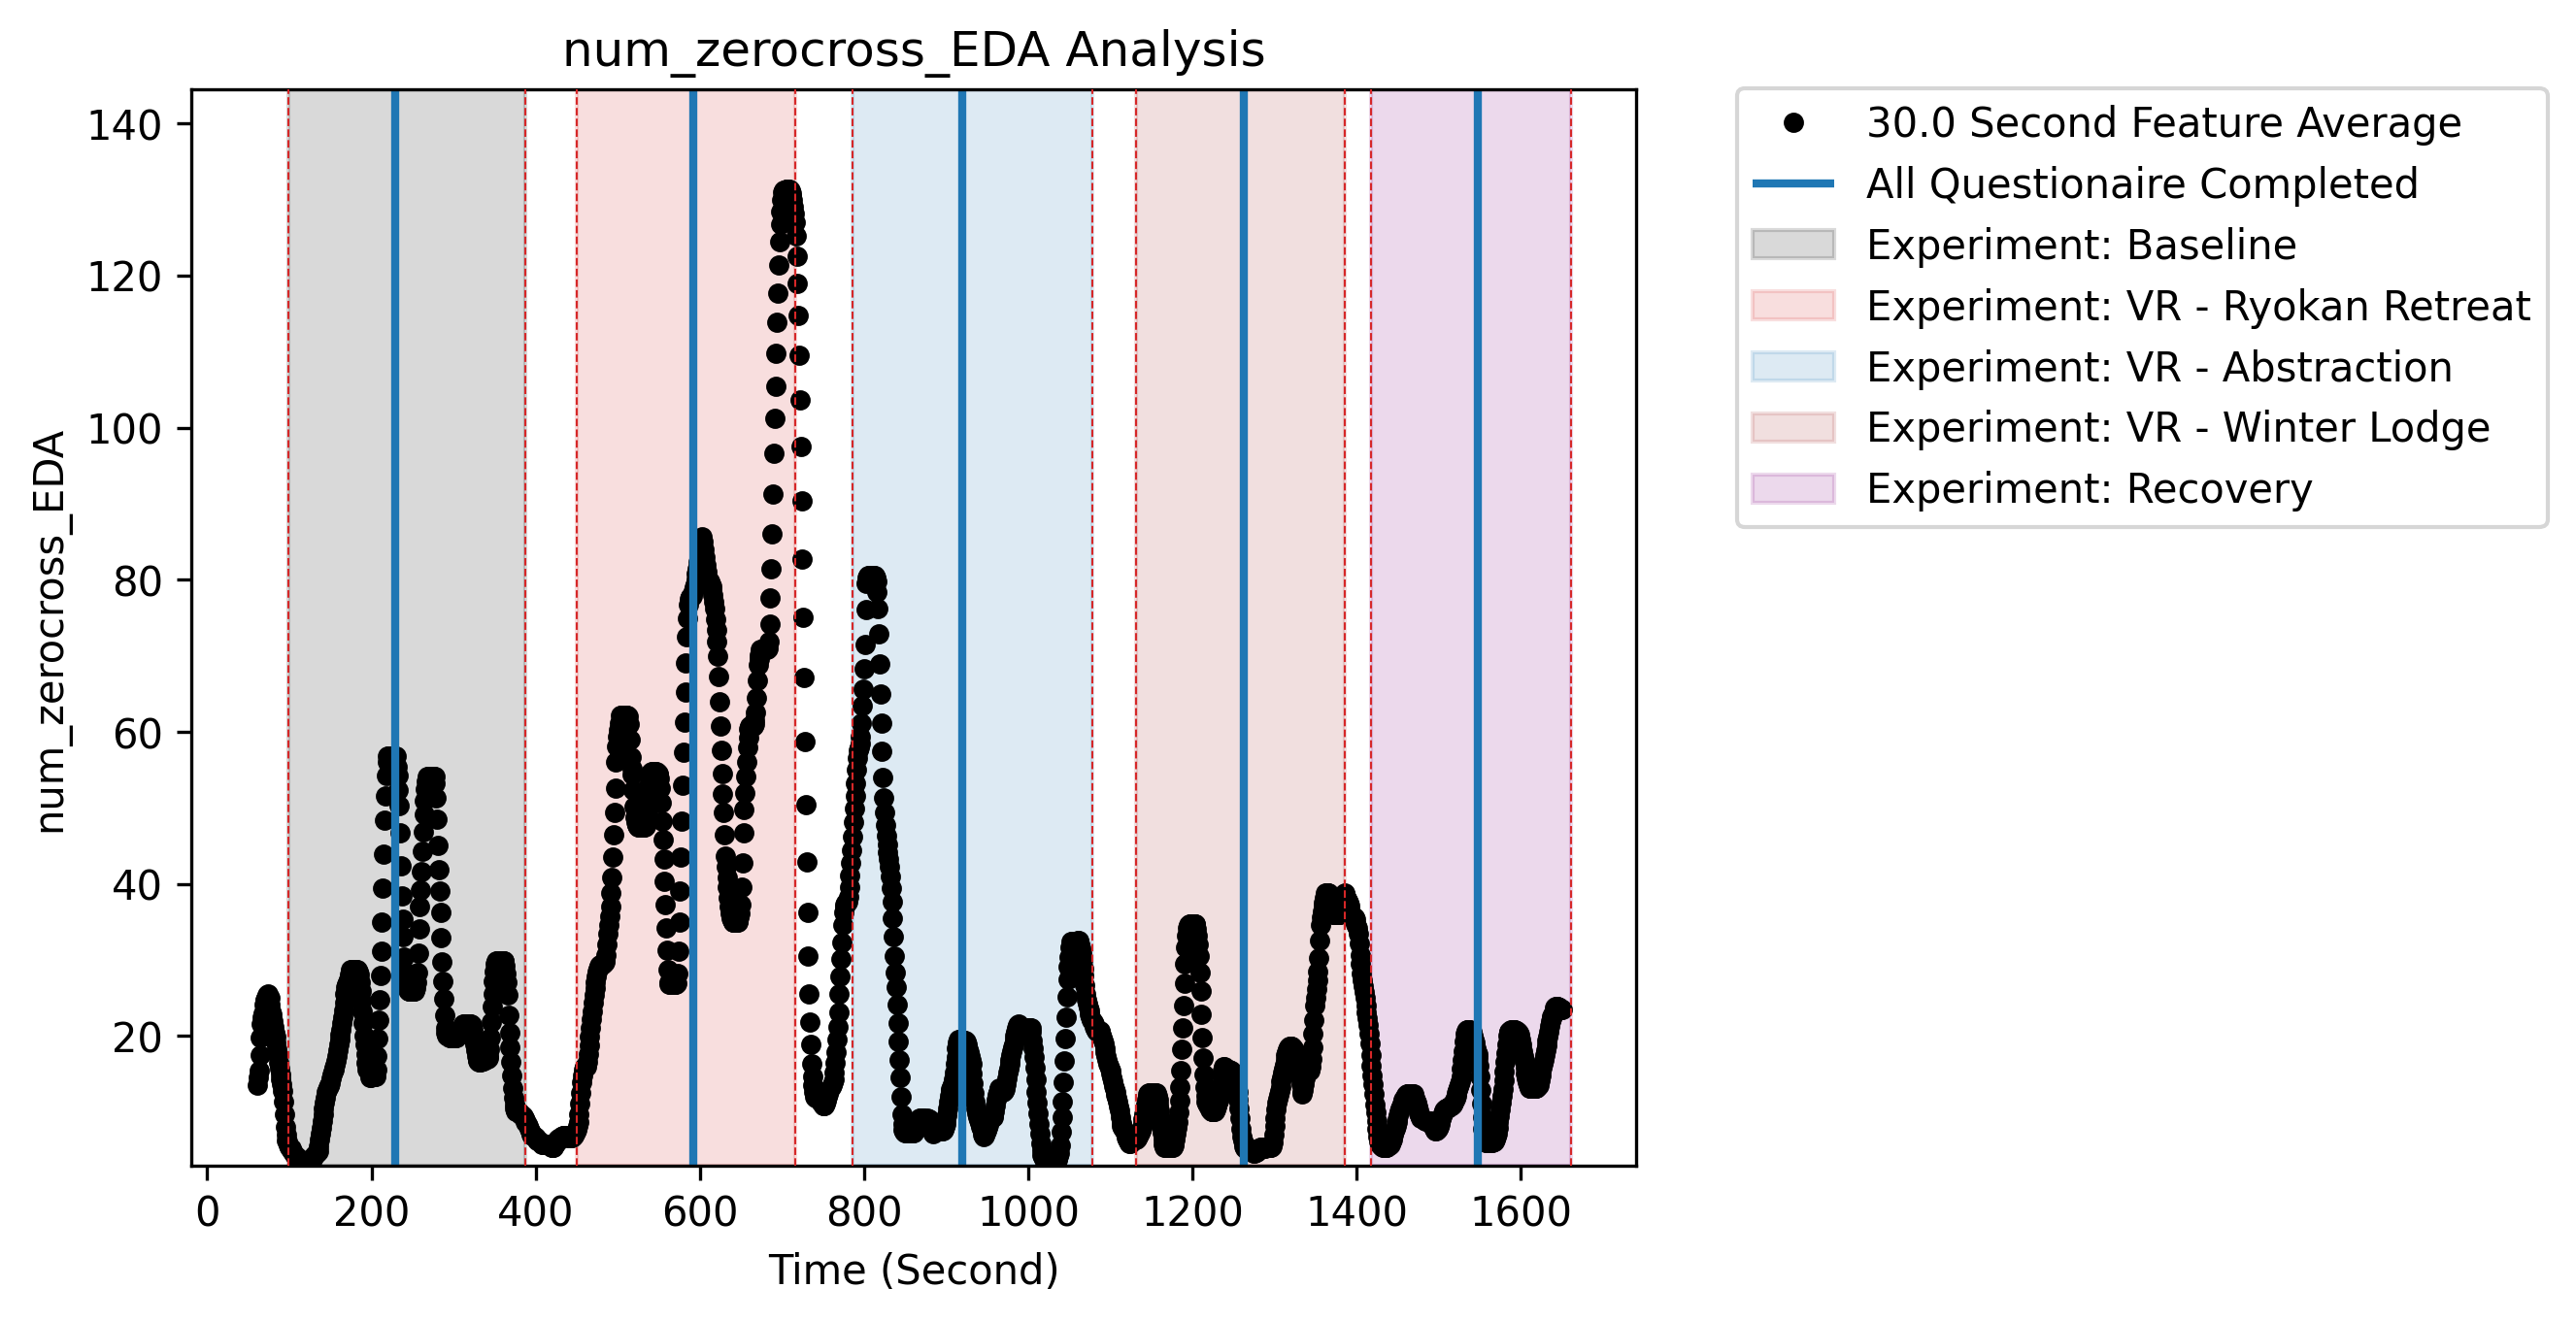 num_zerocross_EDA Analysis
140
120
100
80
60
40
20
num_zerocross_EDA
0 200 400 600 800 1000 1200 1400 1600
Time (Second)
30.0 Second Feature Average
All Questionaire Completed
Experiment: Baseline
Experiment: VR - Ryokan Retreat
Experiment: VR - Abstraction
Experiment: VR - Winter Lodge
Experiment: Recovery